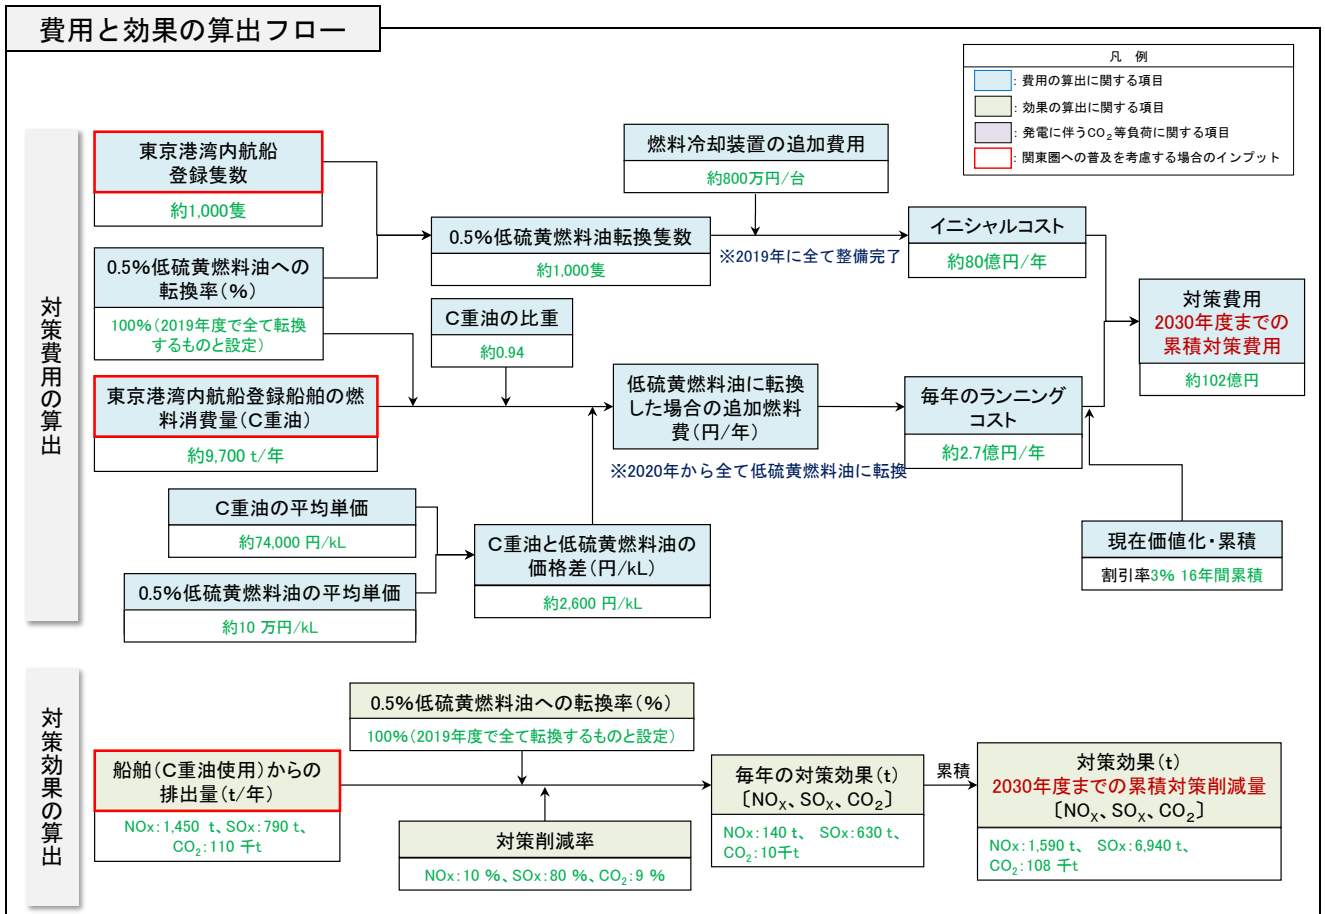 費用と効果の算出フロー
凡 例
：費用の算出に関する項目
：効果の算出に関する項目
：発電に伴うCO₂等負荷に関する項目
：関東圏への普及を考慮する場合のインプット
対策費用の算出
東京港湾内航船
登録隻数
約1,000隻
0.5%低硫黄燃料油への
転換率(%)
100%(2019年度で全て転換
するものと設定)
燃料冷却装置の追加費用
約800万円/台
0.5%低硫黄燃料油転換隻数
約1,000隻
※2019年に全て整備完了
イニシャルコスト
約80億円/年
C重油の比重
約0.94
対策費用
2030年度までの
累積対策費用
約102億円
東京港湾内航船登録船舶の燃
料消費量(C重油)
約9,700 t/年
低硫黄燃料油に転換
した場合の追加燃料
費(円/年)
※2020年から全て低硫黄燃料油に転換
毎年のランニング
コスト
約2.7億円/年
C重油の平均単価
約74,000 円/kL
0.5%低硫黄燃料油の平均単価
約10 万円/kL
C重油と低硫黄燃料油の
価格差(円/kL)
約2,600 円/kL
現在価値化・累積
割引率3% 16年間累積
対策効果の算出
0.5%低硫黄燃料油への転換率(%)
100%(2019年度で全て転換するものと設定)
船舶(C重油使用)からの
排出量(t/年)
NOx:1,450 t、SOx:790 t、
CO₂:110 千t
対策削減率
NOx:10 %、SOx:80 %、CO₂:9 %
毎年の対策効果(t)
〔NOX、SOX、CO₂〕
NOx:140 t、 SOx:630 t、
CO₂:10千t
累積
対策効果(t)
2030年度までの累積対策削減量
〔NOX、SOX、CO₂〕
NOx:1,590 t、 SOx:6,940 t、
CO₂:108 千t